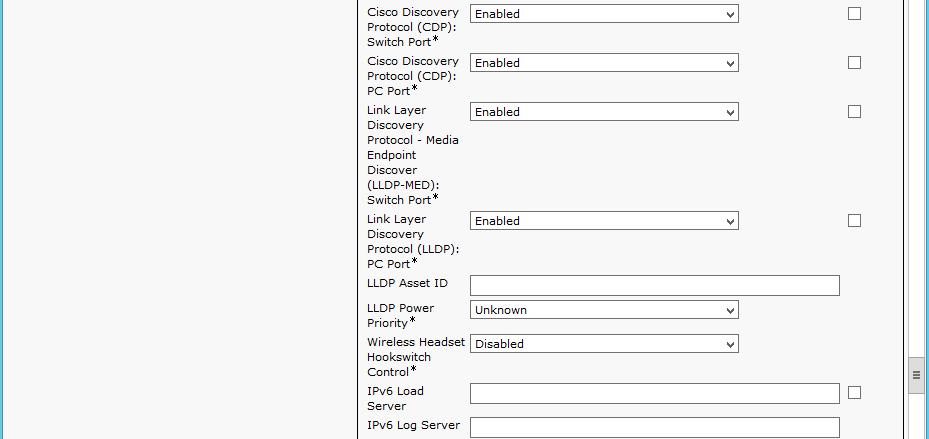 Cisco Discovery
Protocol (CDP):
Switch Port*
Enabled
Cisco Discovery
Protocol (CDP):
PC Port*
Enabled
Link Layer
Discovery
Protocol - Media
Endpoint
Discover
(LLDP-MED):
Switch Port*
Enabled
Link Layer
Discovery
Protocol (LLDP):
PC Port*
Enabled
LLDP Asset ID
LLDP Power
Priority*
Unknown
Wireless Headset
Hookswitch
Control*
Disabled
IPv6 Load
Server
IPv6 Log Server